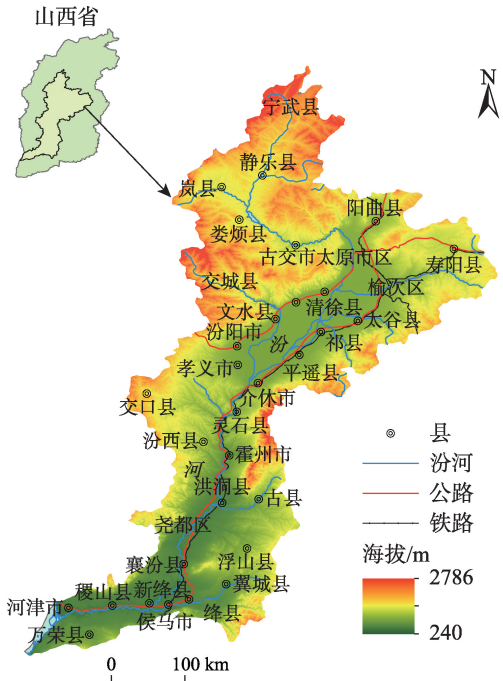 山西省
N
宁武县
静乐县
岚县
阳曲县
娄烦县
古交市
太原市区
寿阳县
交城县
榆次区
清徐县
文水县
太谷县
汾阳市
汾
祁县
孝义市
平遥县
介休市
交口县
灵石县
县
汾西县
霍州市
汾河
河
洪洞县
古县
公路
铁路
尧都区
海拔/m
浮山县
襄汾县
2786
翼城县
稷山县
新绛县
河津市
绛县
侯马市
240
万荣县
0 100 km